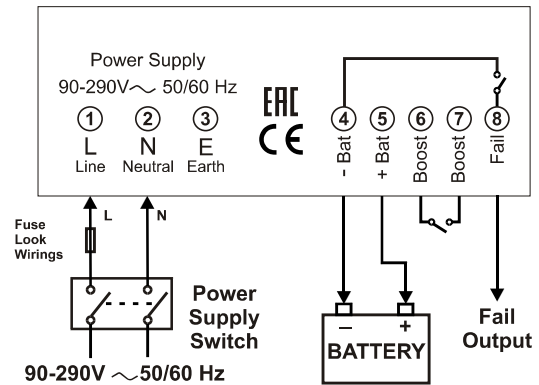 Power Supply
90-290V～ 50/60 Hz
1 2 3
L N E
Line Neutral Earth
EAC
CE
4 5 6 7 8
- Bat
+ Bat
Boost
Boost
Fail
L N
Fuse
Look
Wirings
Power
Supply
Switch
90-290V ～50/60 Hz
– +
BATTERY
Fail
Output